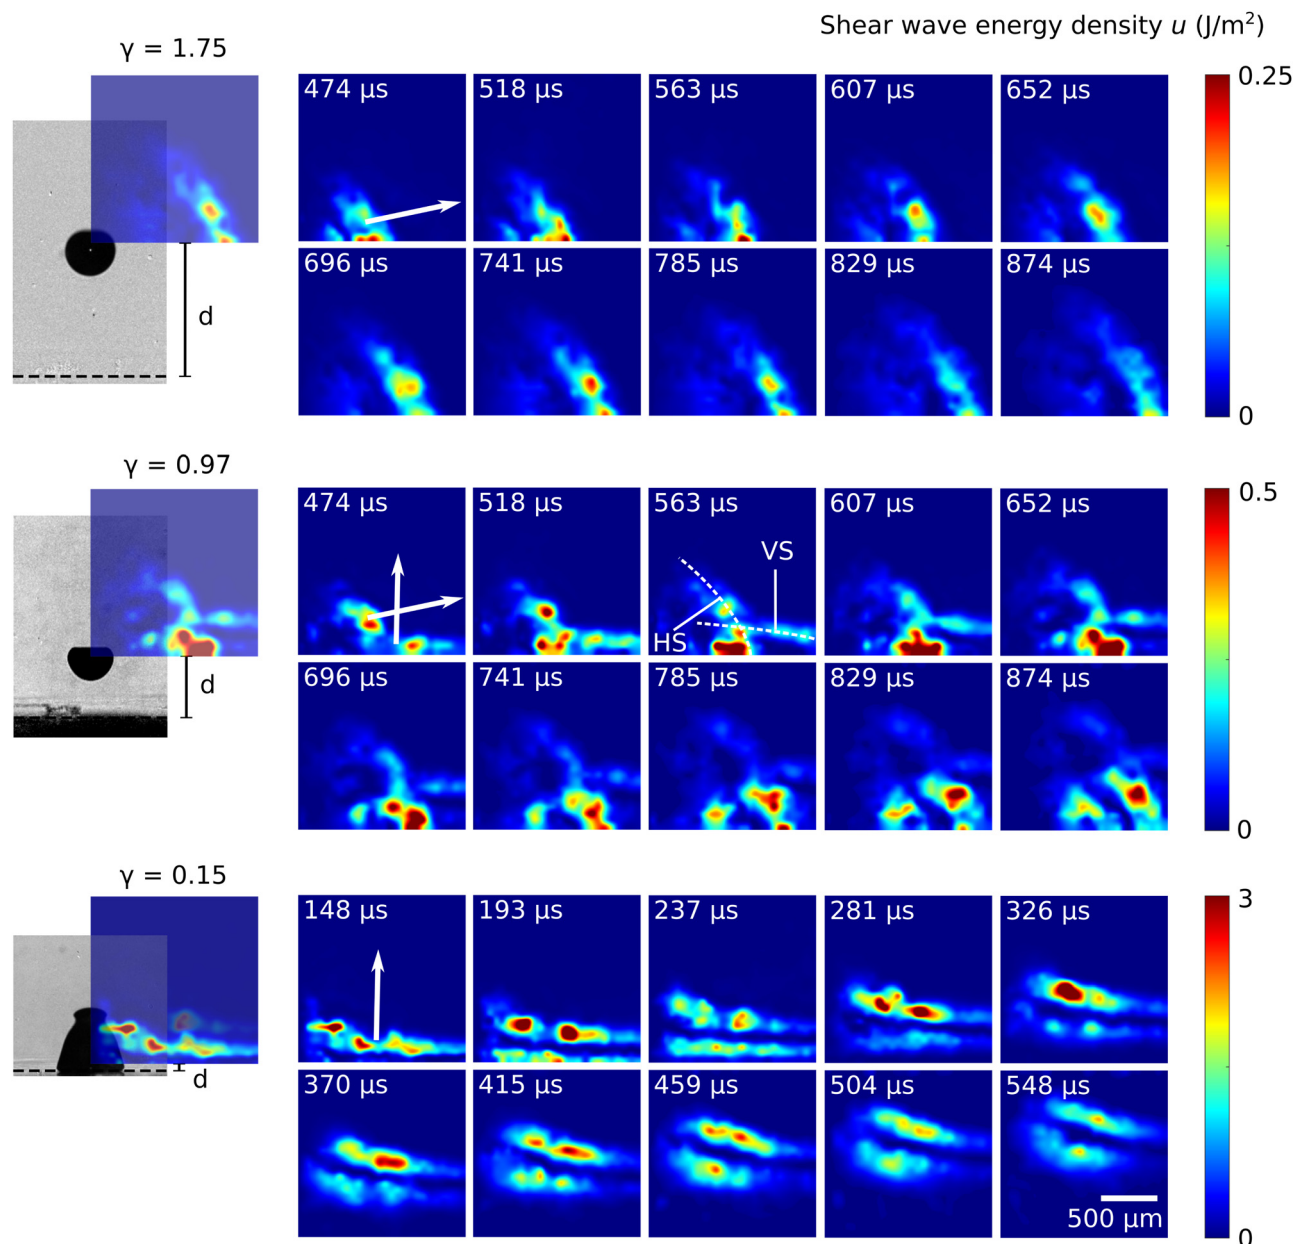 Shear wave energy density u (J/m²)
γ = 1.75
474 µs 518 µs 563 µs 607 µs 652 µs
0.25
d
696 µs 741 µs 785 µs 829 µs 874 µs
0
γ = 0.97
474 µs 518 µs 563 µs 607 µs 652 µs
0.5
VS
HS
d
696 µs 741 µs 785 µs 829 µs 874 µs
0
γ = 0.15
148 µs 193 µs 237 µs 281 µs 326 µs
3
d
370 µs 415 µs 459 µs 504 µs 548 µs
500 µm
0